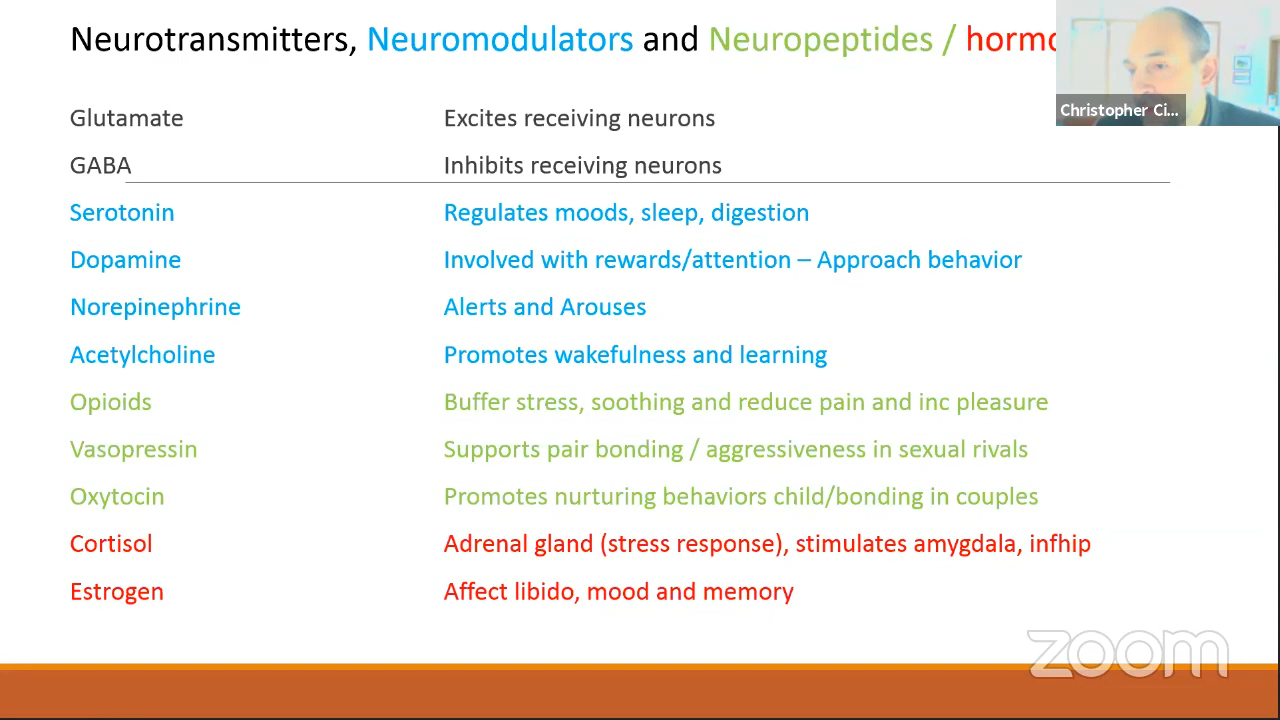 Neurotransmitters, Neuromodulators and Neuropeptides / hormo
Christopher Ci...
Glutamate Excites receiving neurons
GABA Inhibits receiving neurons
Serotonin Regulates moods, sleep, digestion
Dopamine Involved with rewards/attention – Approach behavior
Norepinephrine Alerts and Arouses
Acetylcholine Promotes wakefulness and learning
Opioids Buffer stress, soothing and reduce pain and inc pleasure
Vasopressin Supports pair bonding / aggressiveness in sexual rivals
Oxytocin Promotes nurturing behaviors child/bonding in couples
Cortisol Adrenal gland (stress response), stimulates amygdala, infhip
Estrogen Affect libido, mood and memory
zoom